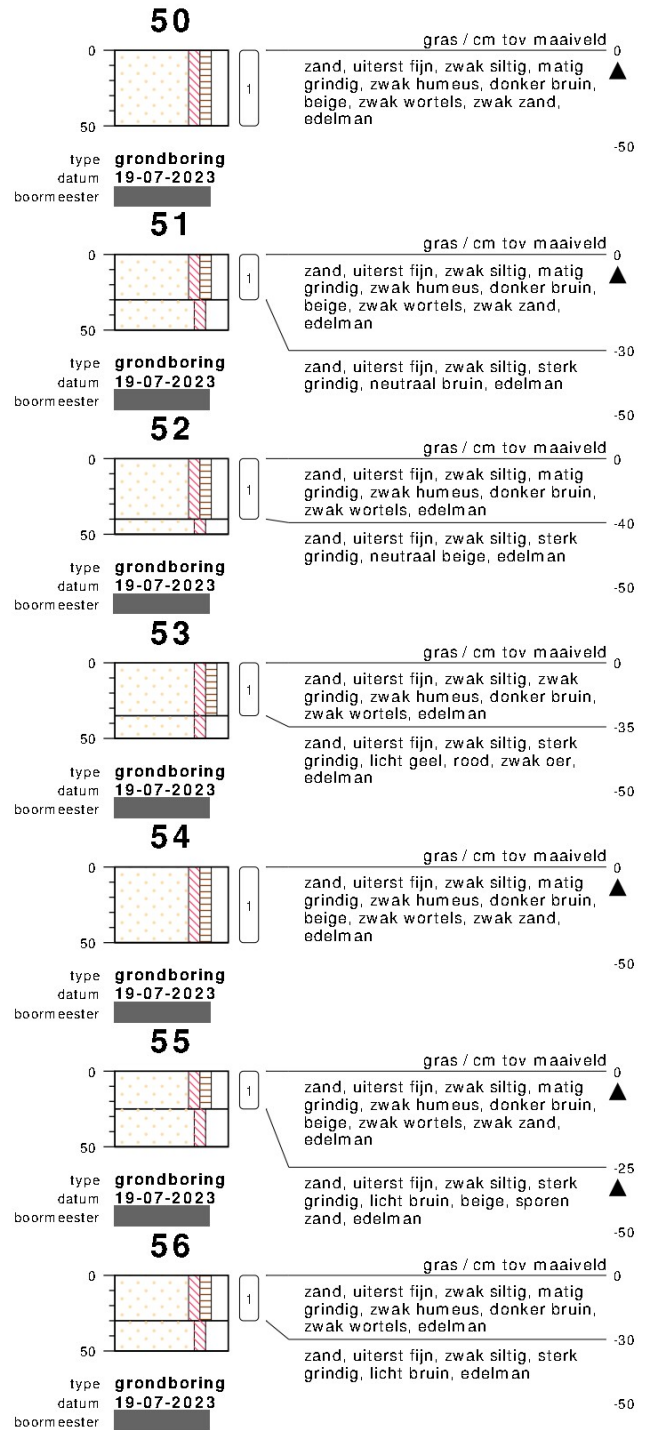 50
gras / cm tov maaiveld
0
0
1
zand, uiterst fijn, zwak siltig, matig
grindig, zwak humeus, donker bruin,
beige, zwak wortels, zwak zand,
edelman
50
-50
type grondboring
datum 19-07-2023
boormeester
51
gras / cm tov maaiveld
0
0
1
zand, uiterst fijn, zwak siltig, matig
grindig, zwak humeus, donker bruin,
beige, zwak wortels, zwak zand,
edelman
50
-30
zand, uiterst fijn, zwak siltig, sterk
grindig, neutraal bruin, edelman
-50
type grondboring
datum 19-07-2023
boormeester
52
gras / cm tov maaiveld
0
0
1
zand, uiterst fijn, zwak siltig, matig
grindig, zwak humeus, donker bruin,
zwak wortels, edelman
-40
50
zand, uiterst fijn, zwak siltig, sterk
grindig, neutraal beige, edelman
-50
type grondboring
datum 19-07-2023
boormeester
53
gras / cm tov maaiveld
0
0
1
zand, uiterst fijn, zwak siltig, zwak
grindig, zwak humeus, donker bruin,
zwak wortels, edelman
-35
50
zand, uiterst fijn, zwak siltig, sterk
grindig, licht geel, rood, zwak oer,
edelman
-50
type grondboring
datum 19-07-2023
boormeester
54
gras / cm tov maaiveld
0
0
1
zand, uiterst fijn, zwak siltig, matig
grindig, zwak humeus, donker bruin,
beige, zwak wortels, zwak zand,
edelman
50
-50
type grondboring
datum 19-07-2023
boormeester
55
gras / cm tov maaiveld
0
0
1
zand, uiterst fijn, zwak siltig, matig
grindig, zwak humeus, donker bruin,
beige, zwak wortels, zwak zand,
edelman
50
-25
zand, uiterst fijn, zwak siltig, sterk
grindig, licht bruin, beige, sporen
zand, edelman
-50
type grondboring
datum 19-07-2023
boormeester
56
gras / cm tov maaiveld
0
0
1
zand, uiterst fijn, zwak siltig, matig
grindig, zwak humeus, donker bruin,
zwak wortels, edelman
-30
50
zand, uiterst fijn, zwak siltig, sterk
grindig, licht bruin, edelman
-50
type grondboring
datum 19-07-2023
boormeester